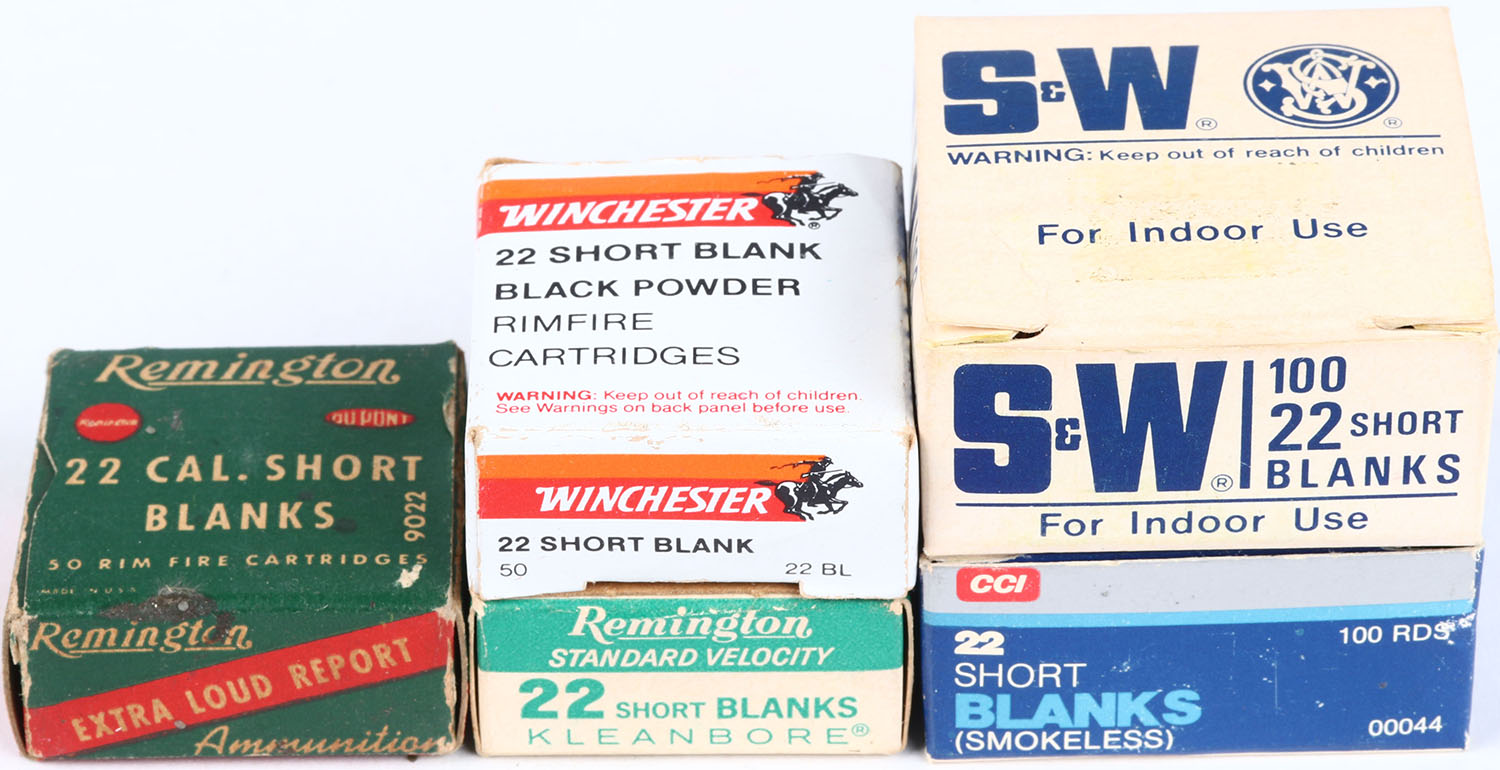 Remington
DU PONT
22 CAL. SHORT
BLANKS
9022
50 RIM FIRE CARTRIDGES
MADE IN U.S.A.
Remington
EXTRA LOUD REPORT
Ammunition
WINCHESTER ®
22 SHORT BLANK
BLACK POWDER
RIMFIRE
CARTRIDGES
WARNING: Keep out of reach of children.
See Warnings on back panel before use.
WINCHESTER
22 SHORT BLANK
50 22 BL
Remington
STANDARD VELOCITY
22 SHORT BLANKS
KLEANBORE®
S&W ®
S&W ®
WARNING: Keep out of reach of children
For Indoor Use
S&W ®
100
22 SHORT
BLANKS
For Indoor Use
CCI
22
100 RDS
SHORT
BLANKS
(SMOKELESS)
00044